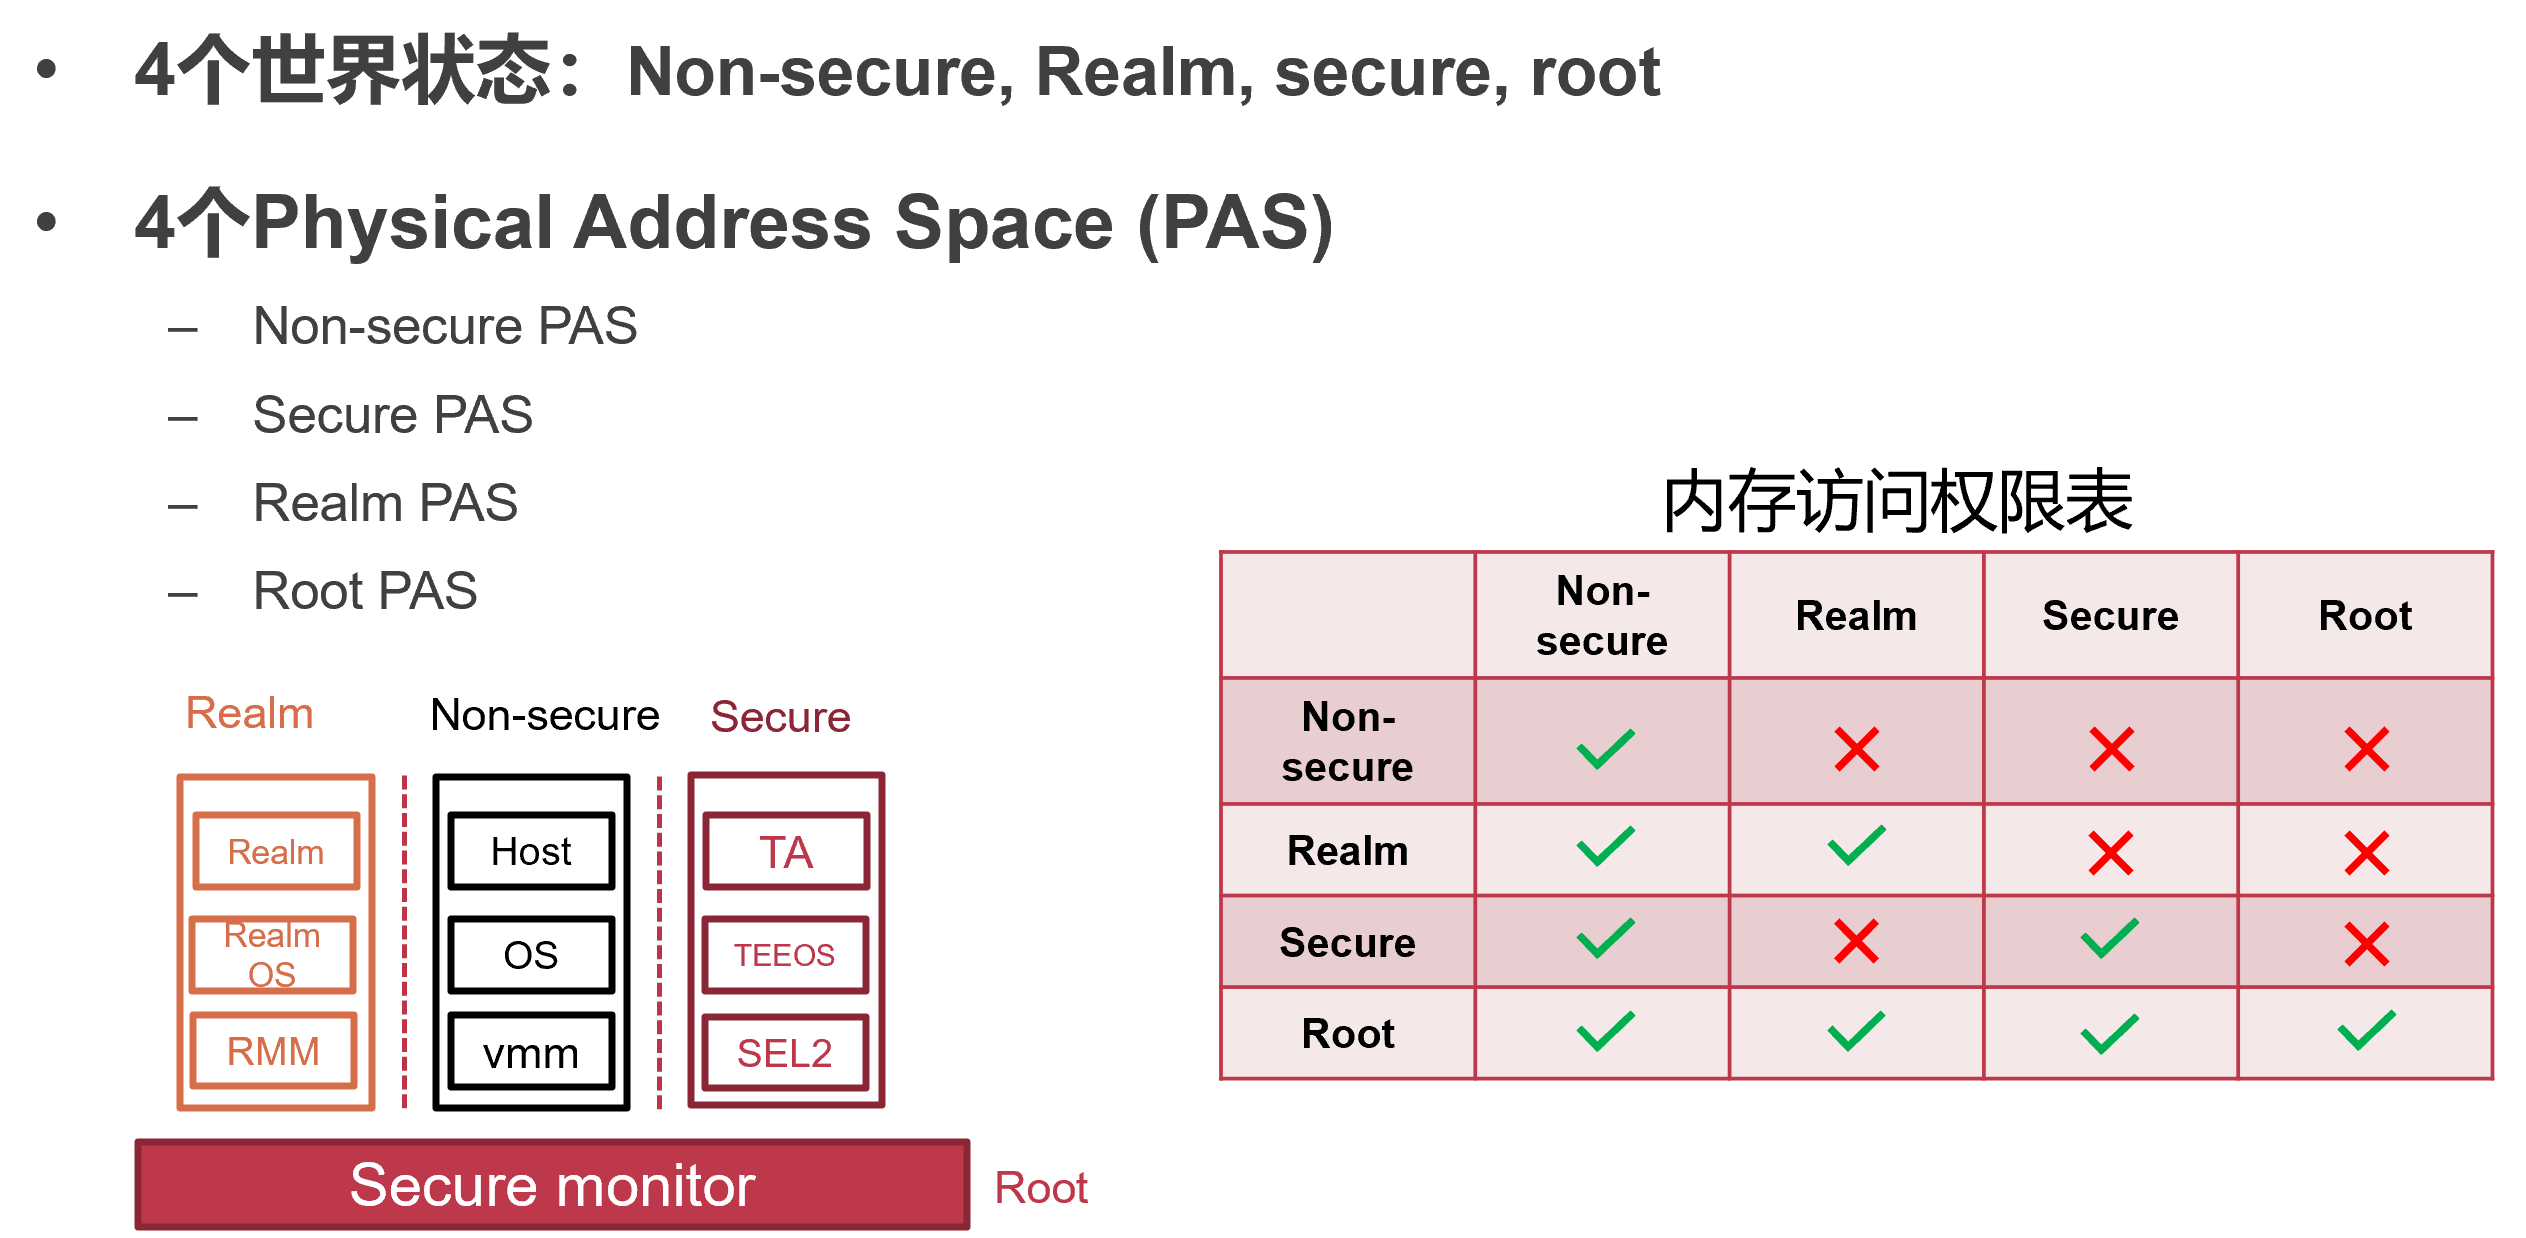 • 4个世界状态：Non-secure, Realm, secure, root
• 4个Physical Address Space (PAS)
– Non-secure PAS
– Secure PAS
– Realm PAS
– Root PAS
Realm Non-secure Secure
Realm Host TA
Realm
OS
OS TEEOS
RMM vmm SEL2
Secure monitor Root
内存访问权限表
Non-
secure
Realm Secure Root
Non-
secure
Realm
Secure
Root